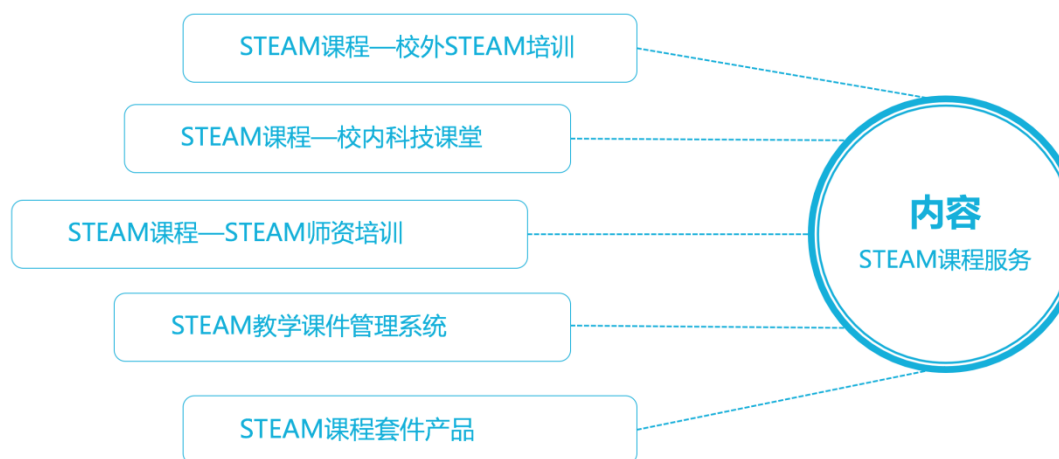 STEAM课程—校外STEAM培训
STEAM课程—校内科技课堂
STEAM课程—STEAM师资培训
STEAM教学课件管理系统
STEAM课程套件产品
内容
STEAM课程服务